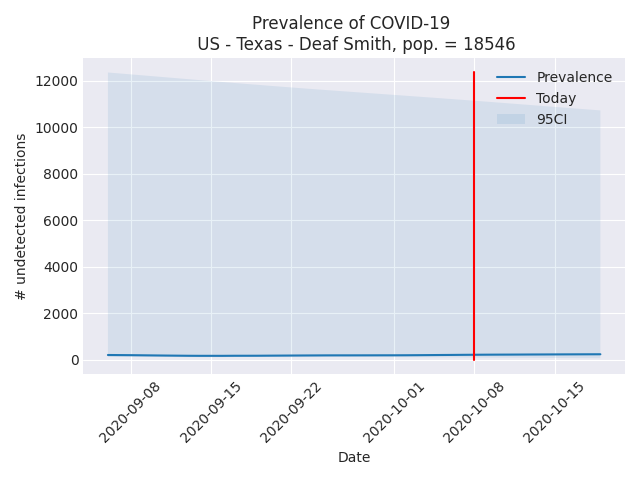 Prevalence of COVID-19
US - Texas - Deaf Smith, pop. = 18546
Prevalence
Today
95CI
12000
10000
8000
6000
4000
2000
0
# undetected infections
2020-09-08
2020-09-15
2020-09-22
2020-10-01
2020-10-08
2020-10-15
Date